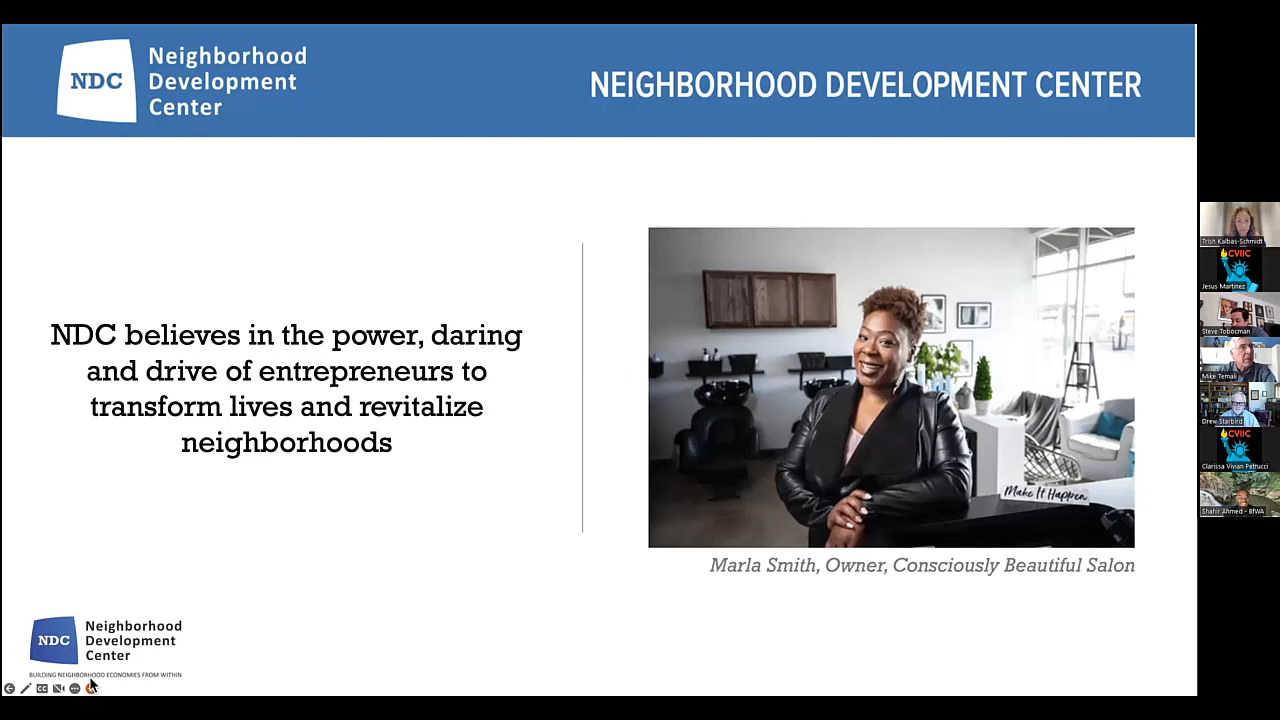 NDC
Neighborhood
Development
Center
NEIGHBORHOOD DEVELOPMENT CENTER
NDC believes in the power, daring
and drive of entrepreneurs to
transform lives and revitalize
neighborhoods
Make It Happen
Marla Smith, Owner, Consciously Beautiful Salon
NDC
Neighborhood
Development
Center
BUILDING NEIGHBORHOOD ECONOMIES FROM WITHIN
CC
Trish Kalbas-Schmidt
CVIIC
Jesus Martinez
Steve Tobocman
Mike Temali
Drew Starbird
CVIIC
Clarissa Vivian Petrucci
Shahir Ahmed - BfWA